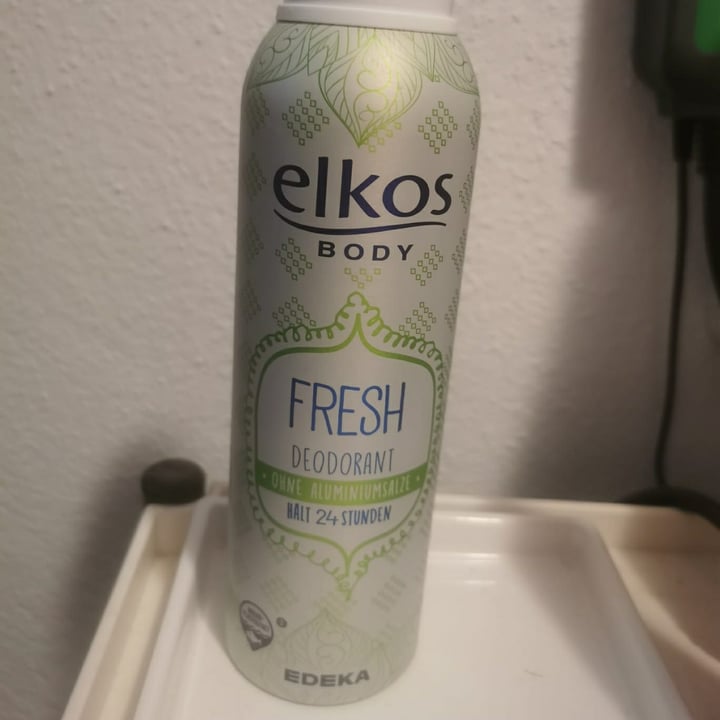 elkos
BODY
FRESH
DEODORANT
• OHNE ALUMINIUMSALZE •
HÄLT 24 STUNDEN
EDEKA